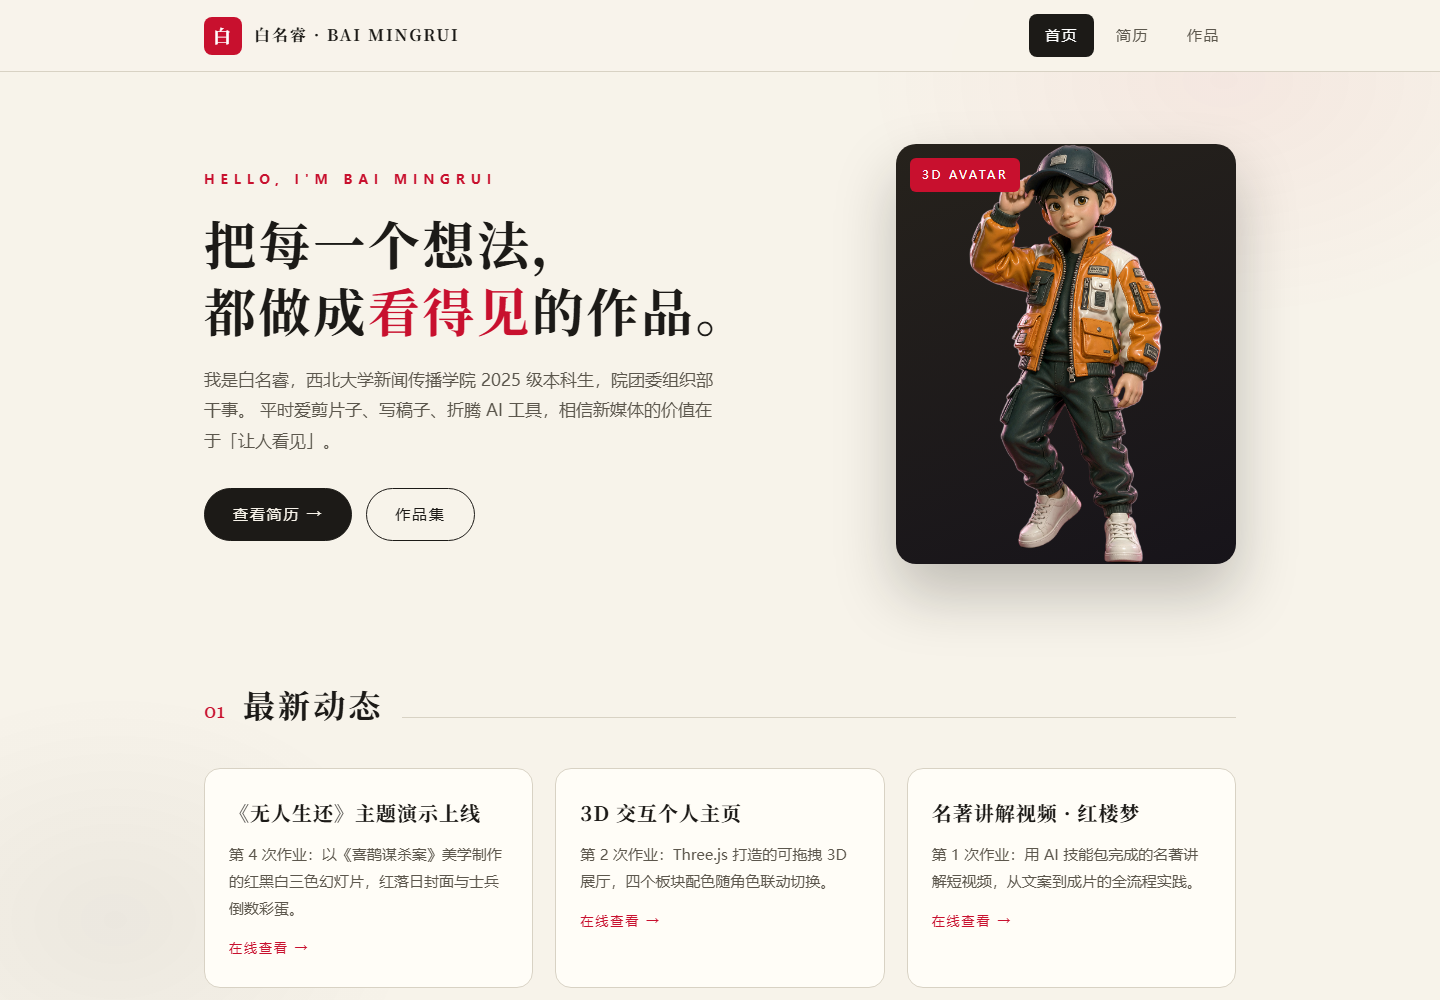 白 白名睿 · BAI MINGRUI
首页 简历 作品
HELLO, I'M BAI MINGRUI
把每一个想法，
都做成看得见的作品。
我是白名睿，西北大学新闻传播学院 2025 级本科生，院团委组织部
干事。 平时爱剪片子、写稿子、折腾 AI 工具，相信新媒体的价值在
于「让人看见」。
查看简历 →
作品集
3D AVATAR
01 最新动态
《无人生还》主题演示上线
第 4 次作业：以《喜鹊谋杀案》美学制作
的红黑白三色幻灯片，红落日封面与士兵
倒数彩蛋。
在线查看 →
3D 交互个人主页
第 2 次作业：Three.js 打造的可拖拽 3D
展厅，四个板块配色随角色联动切换。
在线查看 →
名著讲解视频 · 红楼梦
第 1 次作业：用 AI 技能包完成的名著讲
解短视频，从文案到成片的全流程实践。
在线查看 →